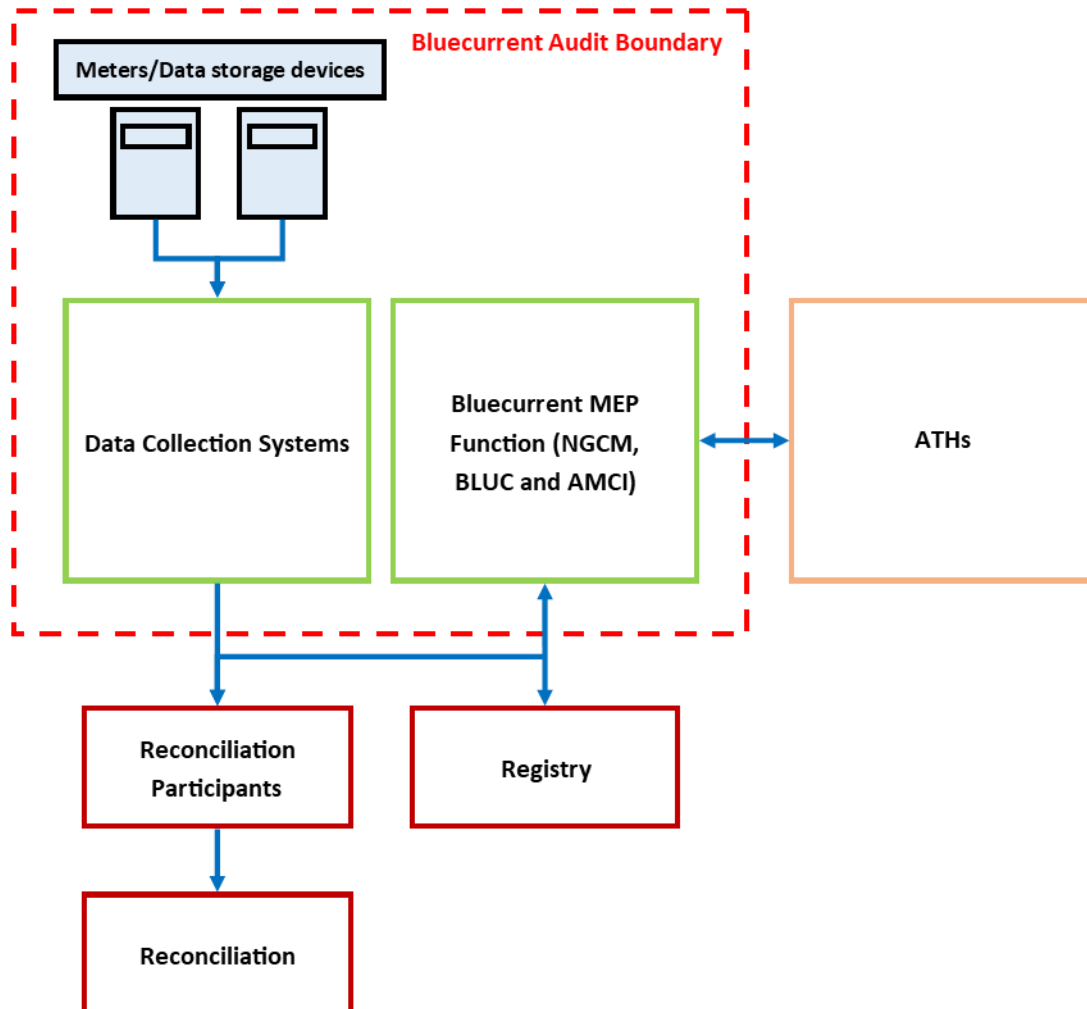 Bluecurrent Audit Boundary
Meters/Data storage devices
Data Collection Systems
Bluecurrent MEP
Function (NGCM,
BLUC and AMCI)
ATHs
Reconciliation
Participants
Registry
Reconciliation